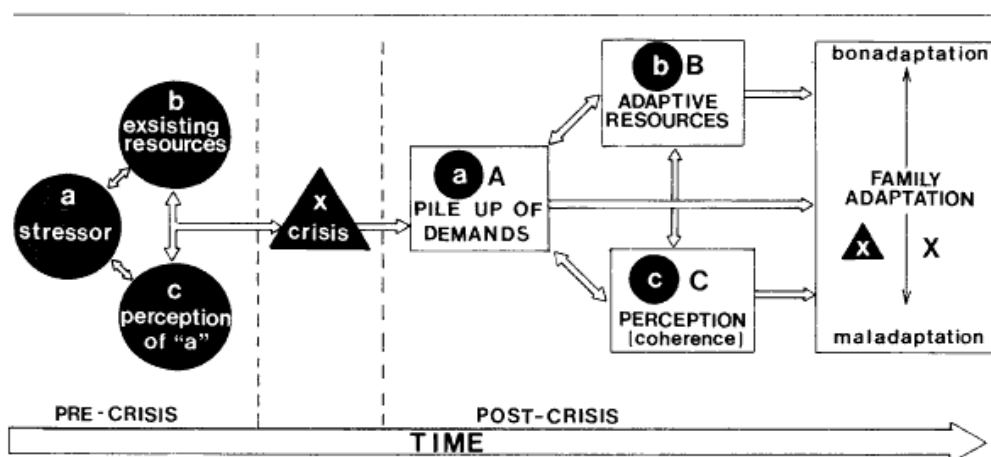 b
exsisting
resources
a
stressor
c
perception
of "a"
x
crisis
a A
PILE UP OF
DEMANDS
b B
ADAPTIVE
RESOURCES
c C
PERCEPTION
(coherence)
bonadaptation
FAMILY
ADAPTATION
x X
maladaptation
PRE-CRISIS
POST-CRISIS
TIME